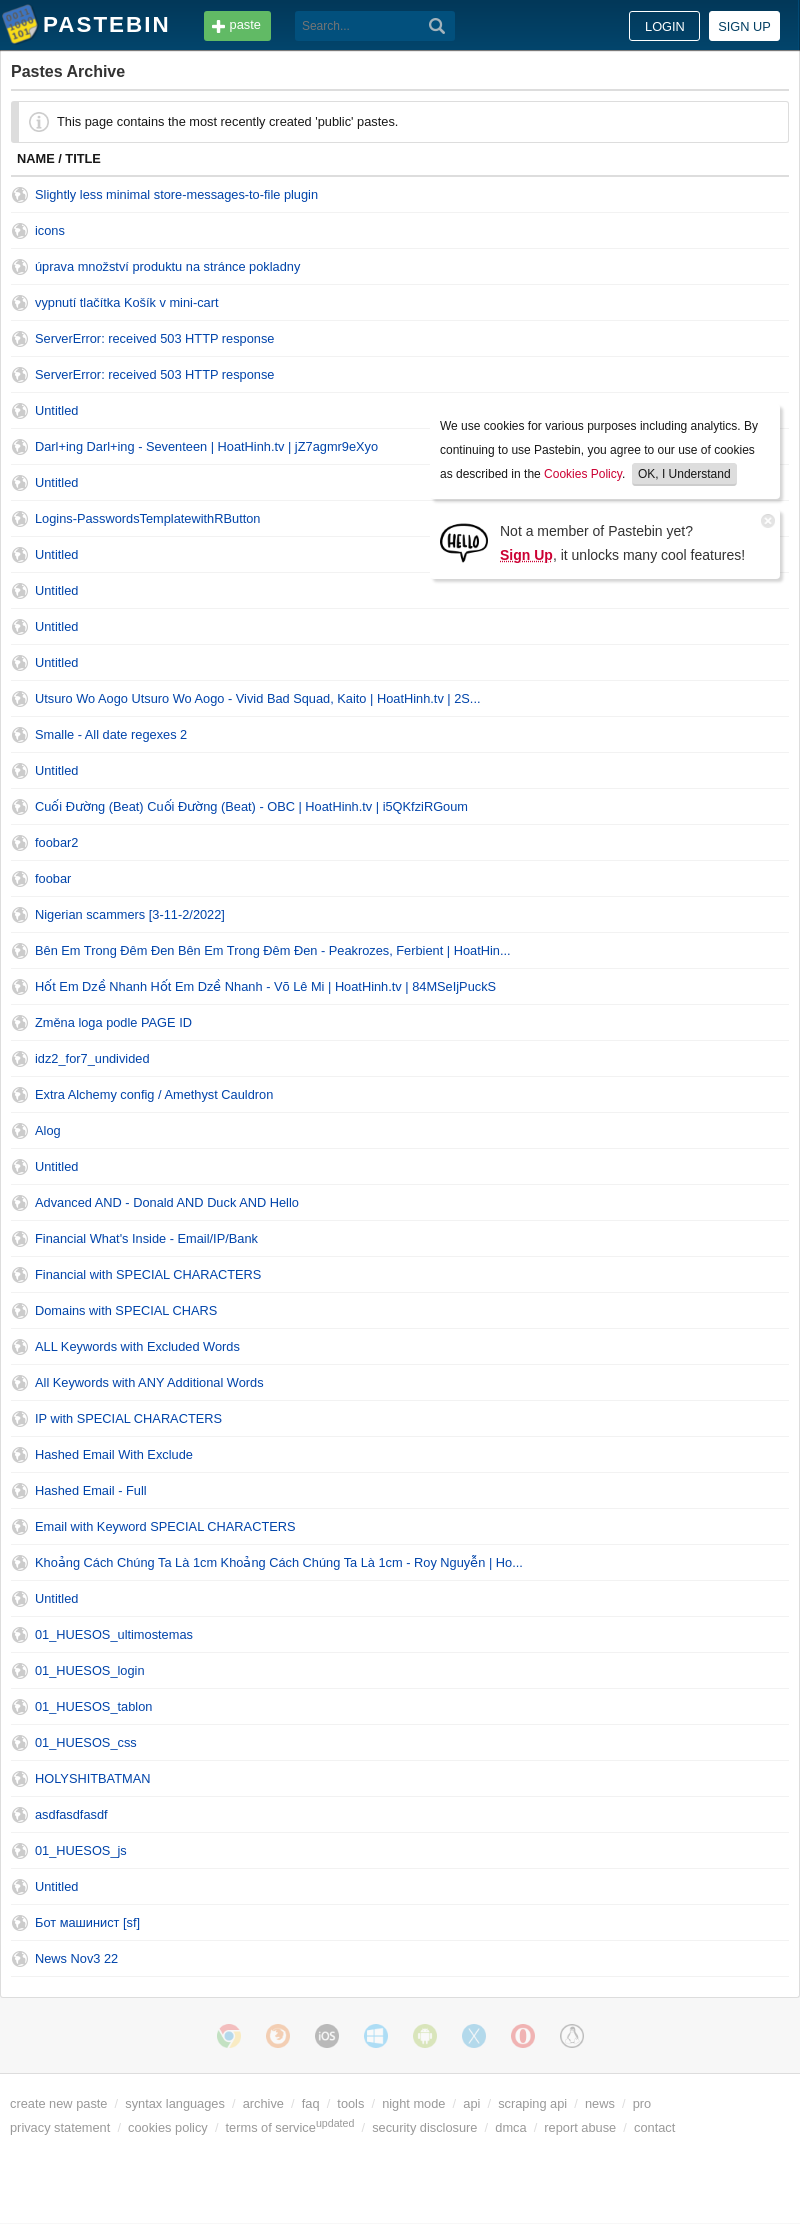 PASTEBIN paste Search... LOGIN SIGN UP
Pastes Archive
This page contains the most recently created 'public' pastes.
NAME / TITLE
Slightly less minimal store-messages-to-file plugin
icons
úprava množství produktu na stránce pokladny
vypnutí tlačítka Košík v mini-cart
ServerError: received 503 HTTP response
ServerError: received 503 HTTP response
Untitled
Darl+ing Darl+ing - Seventeen | HoatHinh.tv | jZ7agmr9eXyo
Untitled
Logins-PasswordsTemplatewithRButton
Untitled
Untitled
Untitled
Untitled
We use cookies for various purposes including analytics. By
continuing to use Pastebin, you agree to our use of cookies
as described in the Cookies Policy. OK, I Understand
HELLO
Not a member of Pastebin yet?
Sign Up, it unlocks many cool features!
Utsuro Wo Aogo Utsuro Wo Aogo - Vivid Bad Squad, Kaito | HoatHinh.tv | 2S...
Smalle - All date regexes 2
Untitled
Cuối Đường (Beat) Cuối Đường (Beat) - OBC | HoatHinh.tv | i5QKfziRGoum
foobar2
foobar
Nigerian scammers [3-11-2/2022]
Bên Em Trong Đêm Đen Bên Em Trong Đêm Đen - Peakrozes, Ferbient | HoatHin...
Hốt Em Dzề Nhanh Hốt Em Dzề Nhanh - Võ Lê Mi | HoatHinh.tv | 84MSeIjPuckS
Změna loga podle PAGE ID
idz2_for7_undivided
Extra Alchemy config / Amethyst Cauldron
Alog
Untitled
Advanced AND - Donald AND Duck AND Hello
Financial What's Inside - Email/IP/Bank
Financial with SPECIAL CHARACTERS
Domains with SPECIAL CHARS
ALL Keywords with Excluded Words
All Keywords with ANY Additional Words
IP with SPECIAL CHARACTERS
Hashed Email With Exclude
Hashed Email - Full
Email with Keyword SPECIAL CHARACTERS
Khoảng Cách Chúng Ta Là 1cm Khoảng Cách Chúng Ta Là 1cm - Roy Nguyễn | Ho...
Untitled
01_HUESOS_ultimostemas
01_HUESOS_login
01_HUESOS_tablon
01_HUESOS_css
HOLYSHITBATMAN
asdfasdfasdf
01_HUESOS_js
Untitled
Бот машинист [sf]
News Nov3 22
iOS
create new paste / syntax languages / archive / faq / tools / night mode / api / scraping api / news / pro
privacy statement / cookies policy / terms of service updated / security disclosure / dmca / report abuse / contact